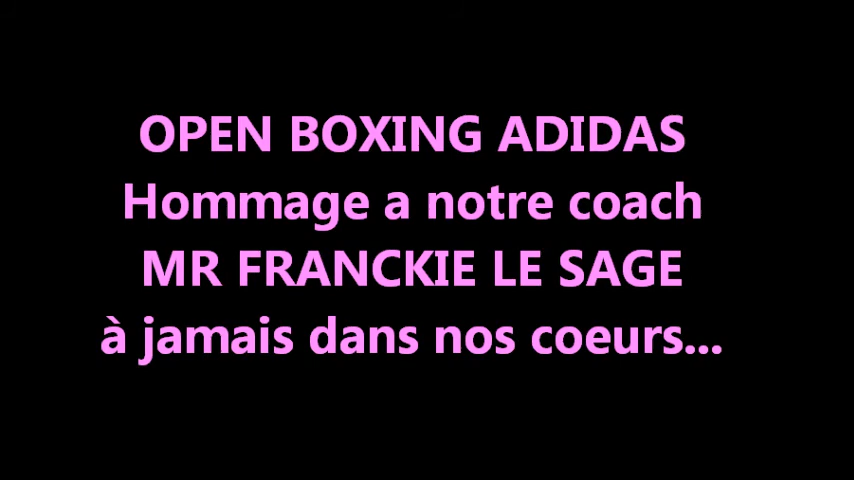 OPEN BOXING ADIDAS
Hommage a notre coach
MR FRANCKIE LE SAGE
à jamais dans nos coeurs...